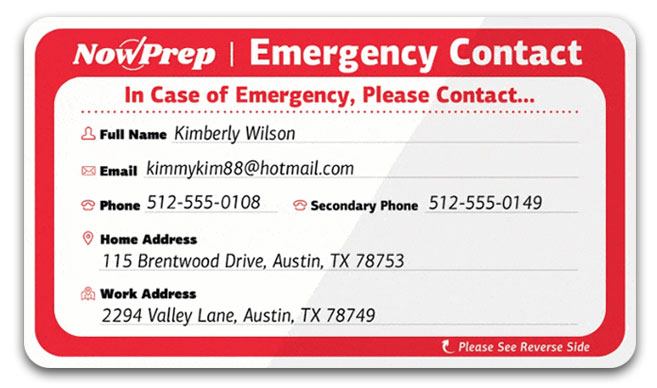 NowPrep | Emergency Contact
In Case of Emergency, Please Contact...
Full Name Kimberly Wilson
Email kimmykim88@hotmail.com
Phone 512-555-0108 Secondary Phone 512-555-0149
Home Address
115 Brentwood Drive, Austin, TX 78753
Work Address
2294 Valley Lane, Austin, TX 78749
Please See Reverse Side